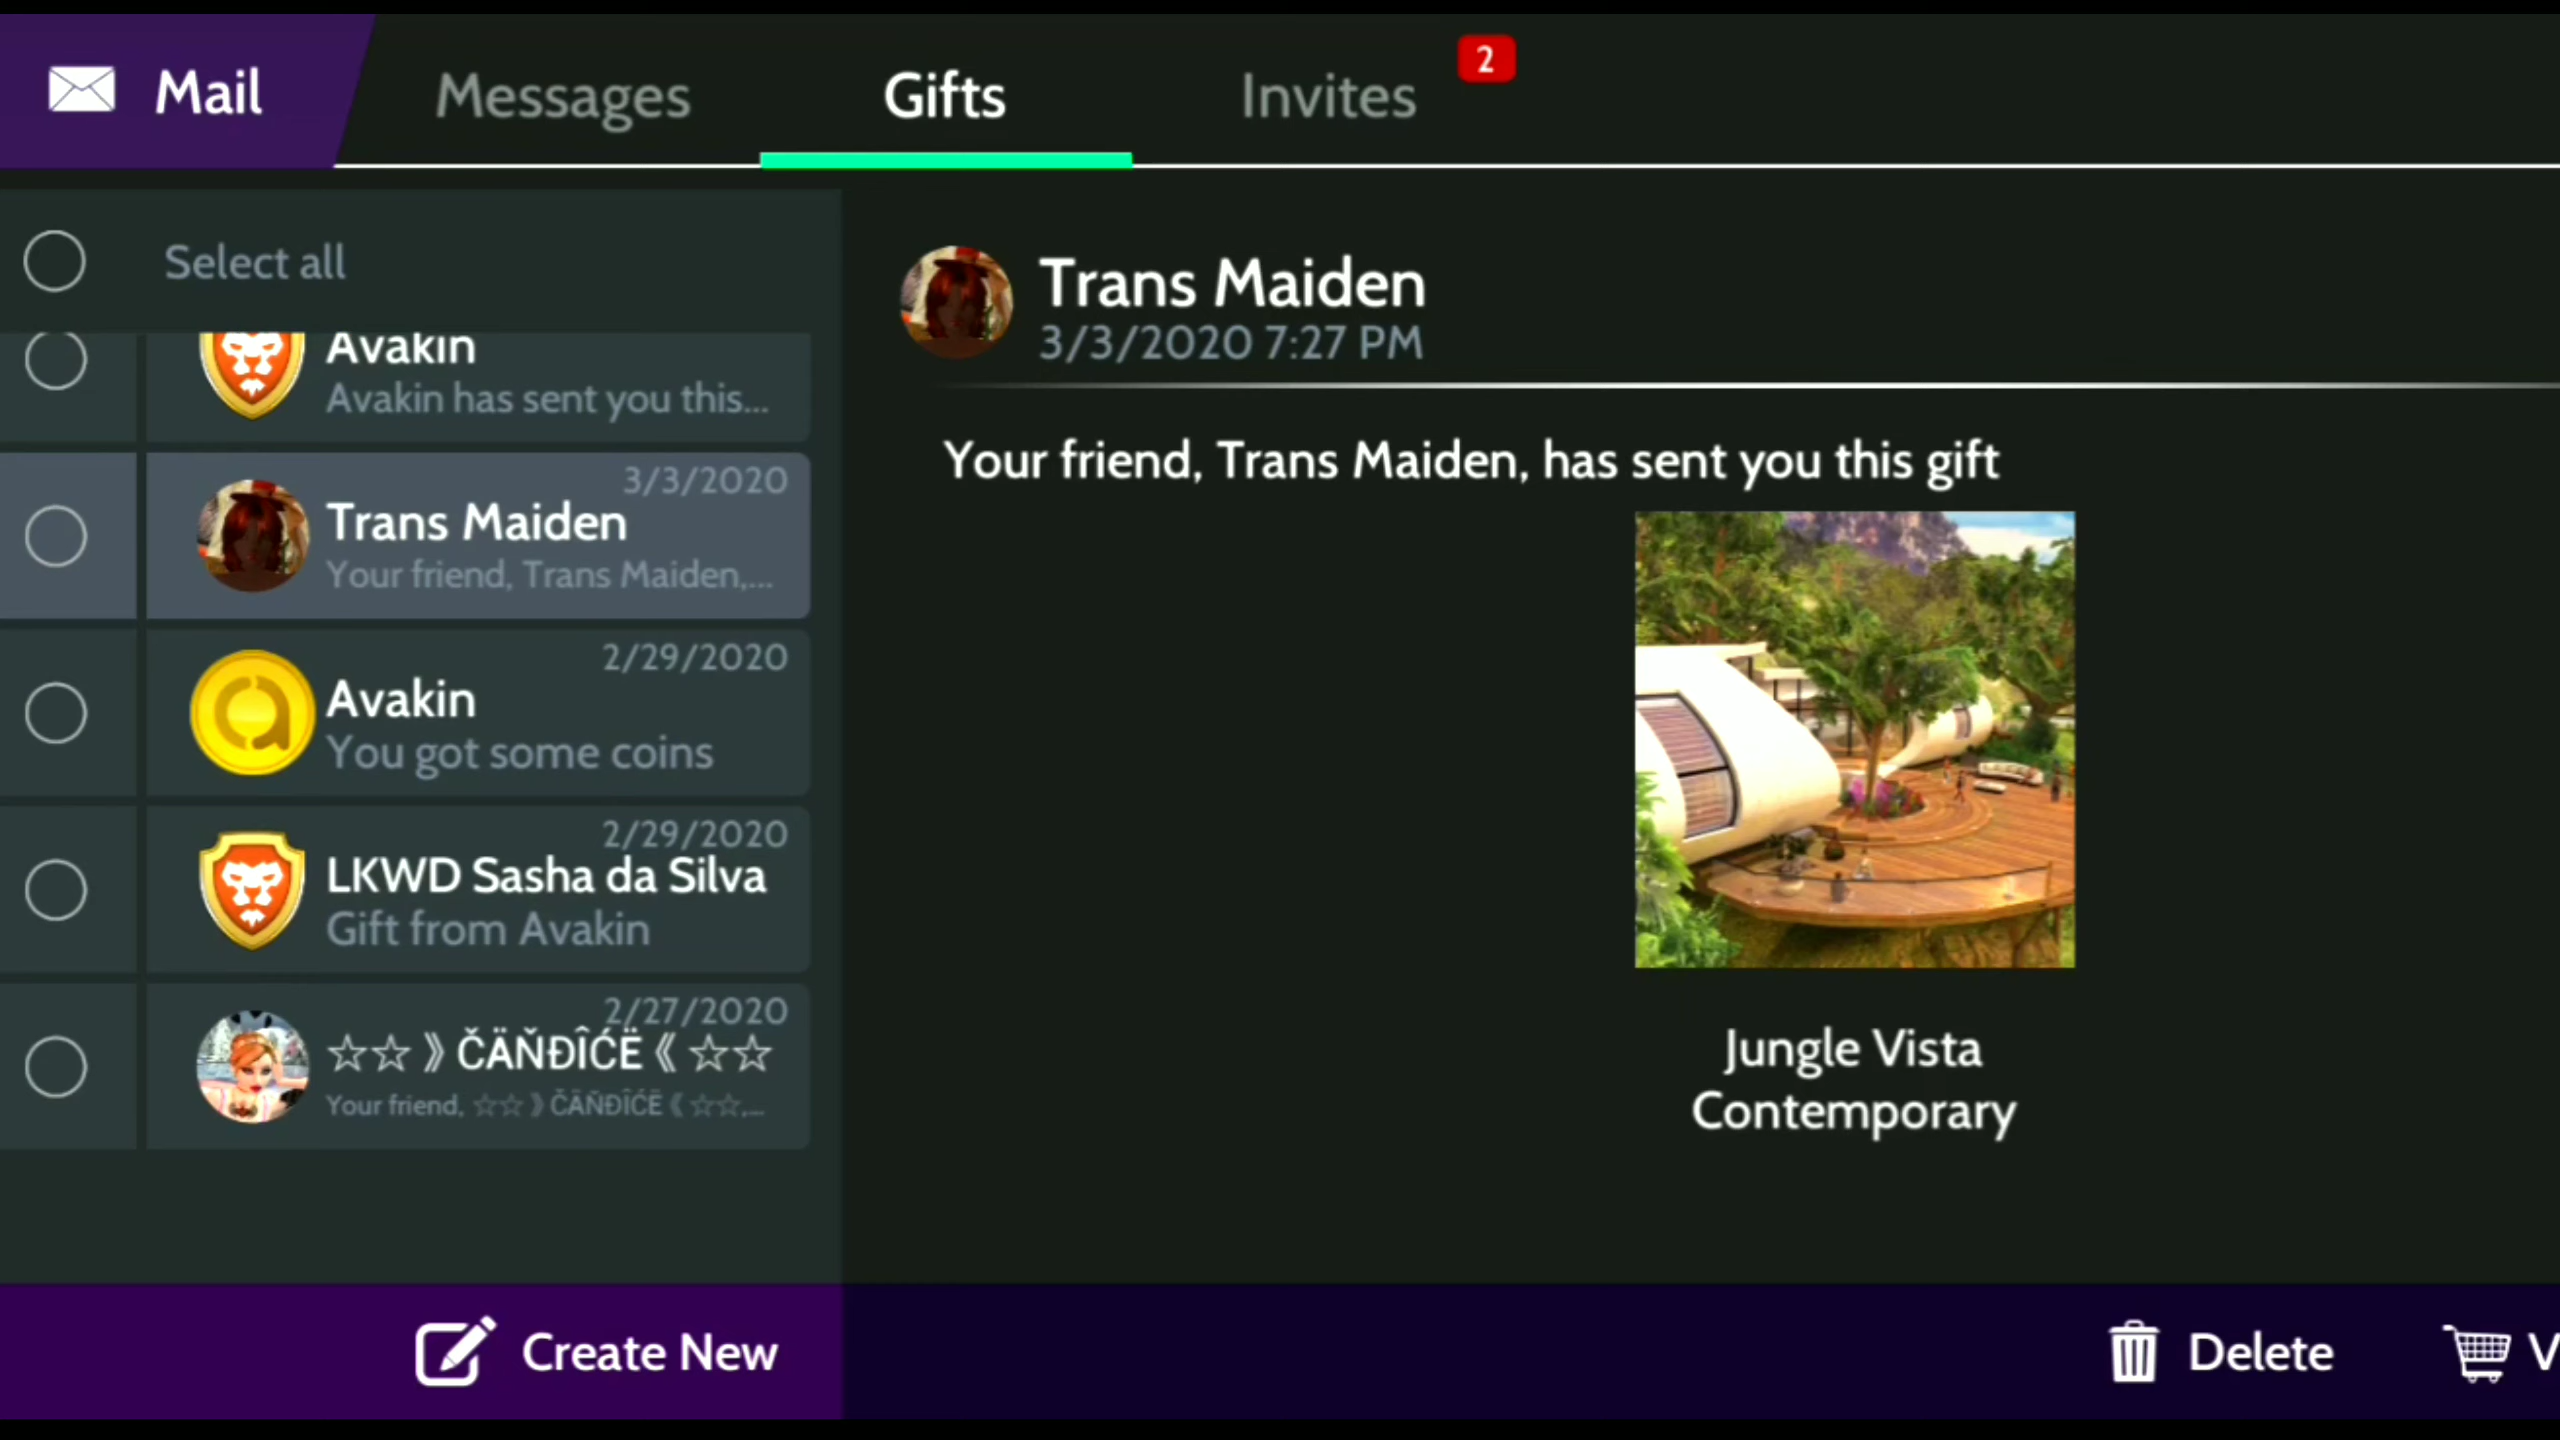 Mail
Messages
Gifts
Invites
2
Select all
Avakin
Avakin has sent you this...
3/3/2020
Trans Maiden
Your friend, Trans Maiden,...
2/29/2020
Avakin
You got some coins
2/29/2020
LKWD Sasha da Silva
Gift from Avakin
2/27/2020
☆☆》ČÄŇĐÎĆË《☆☆
Your friend, ☆☆》ČÄŇĐÎĆË《☆☆,...
Create New
Trans Maiden
3/3/2020 7:27 PM
Your friend, Trans Maiden, has sent you this gift
Jungle Vista
Contemporary
Delete